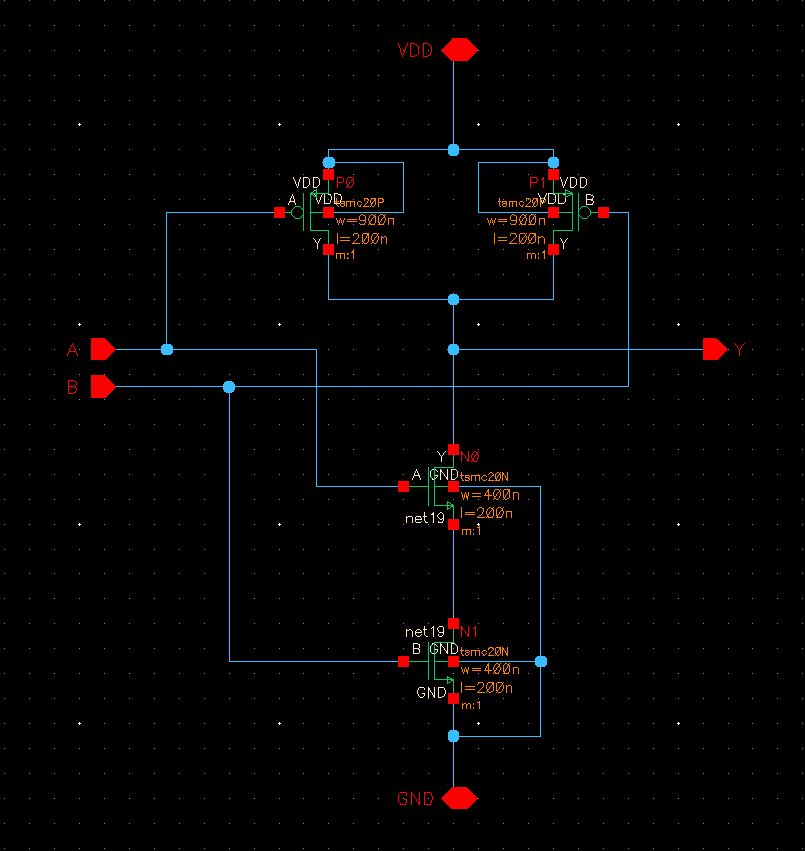 VDD
VDD P0
A VDD tsmc20P
w=900n
l=200n
Y
m:1
P1 VDD
tsmc20P VDD B
w=900n
l=200n
Y
m:1
A
Y
B
Y N0
A GND tsmc20N
w=400n
l=200n
net19
m:1
net19 N1
B GND tsmc20N
w=400n
l=200n
GND
m:1
GND